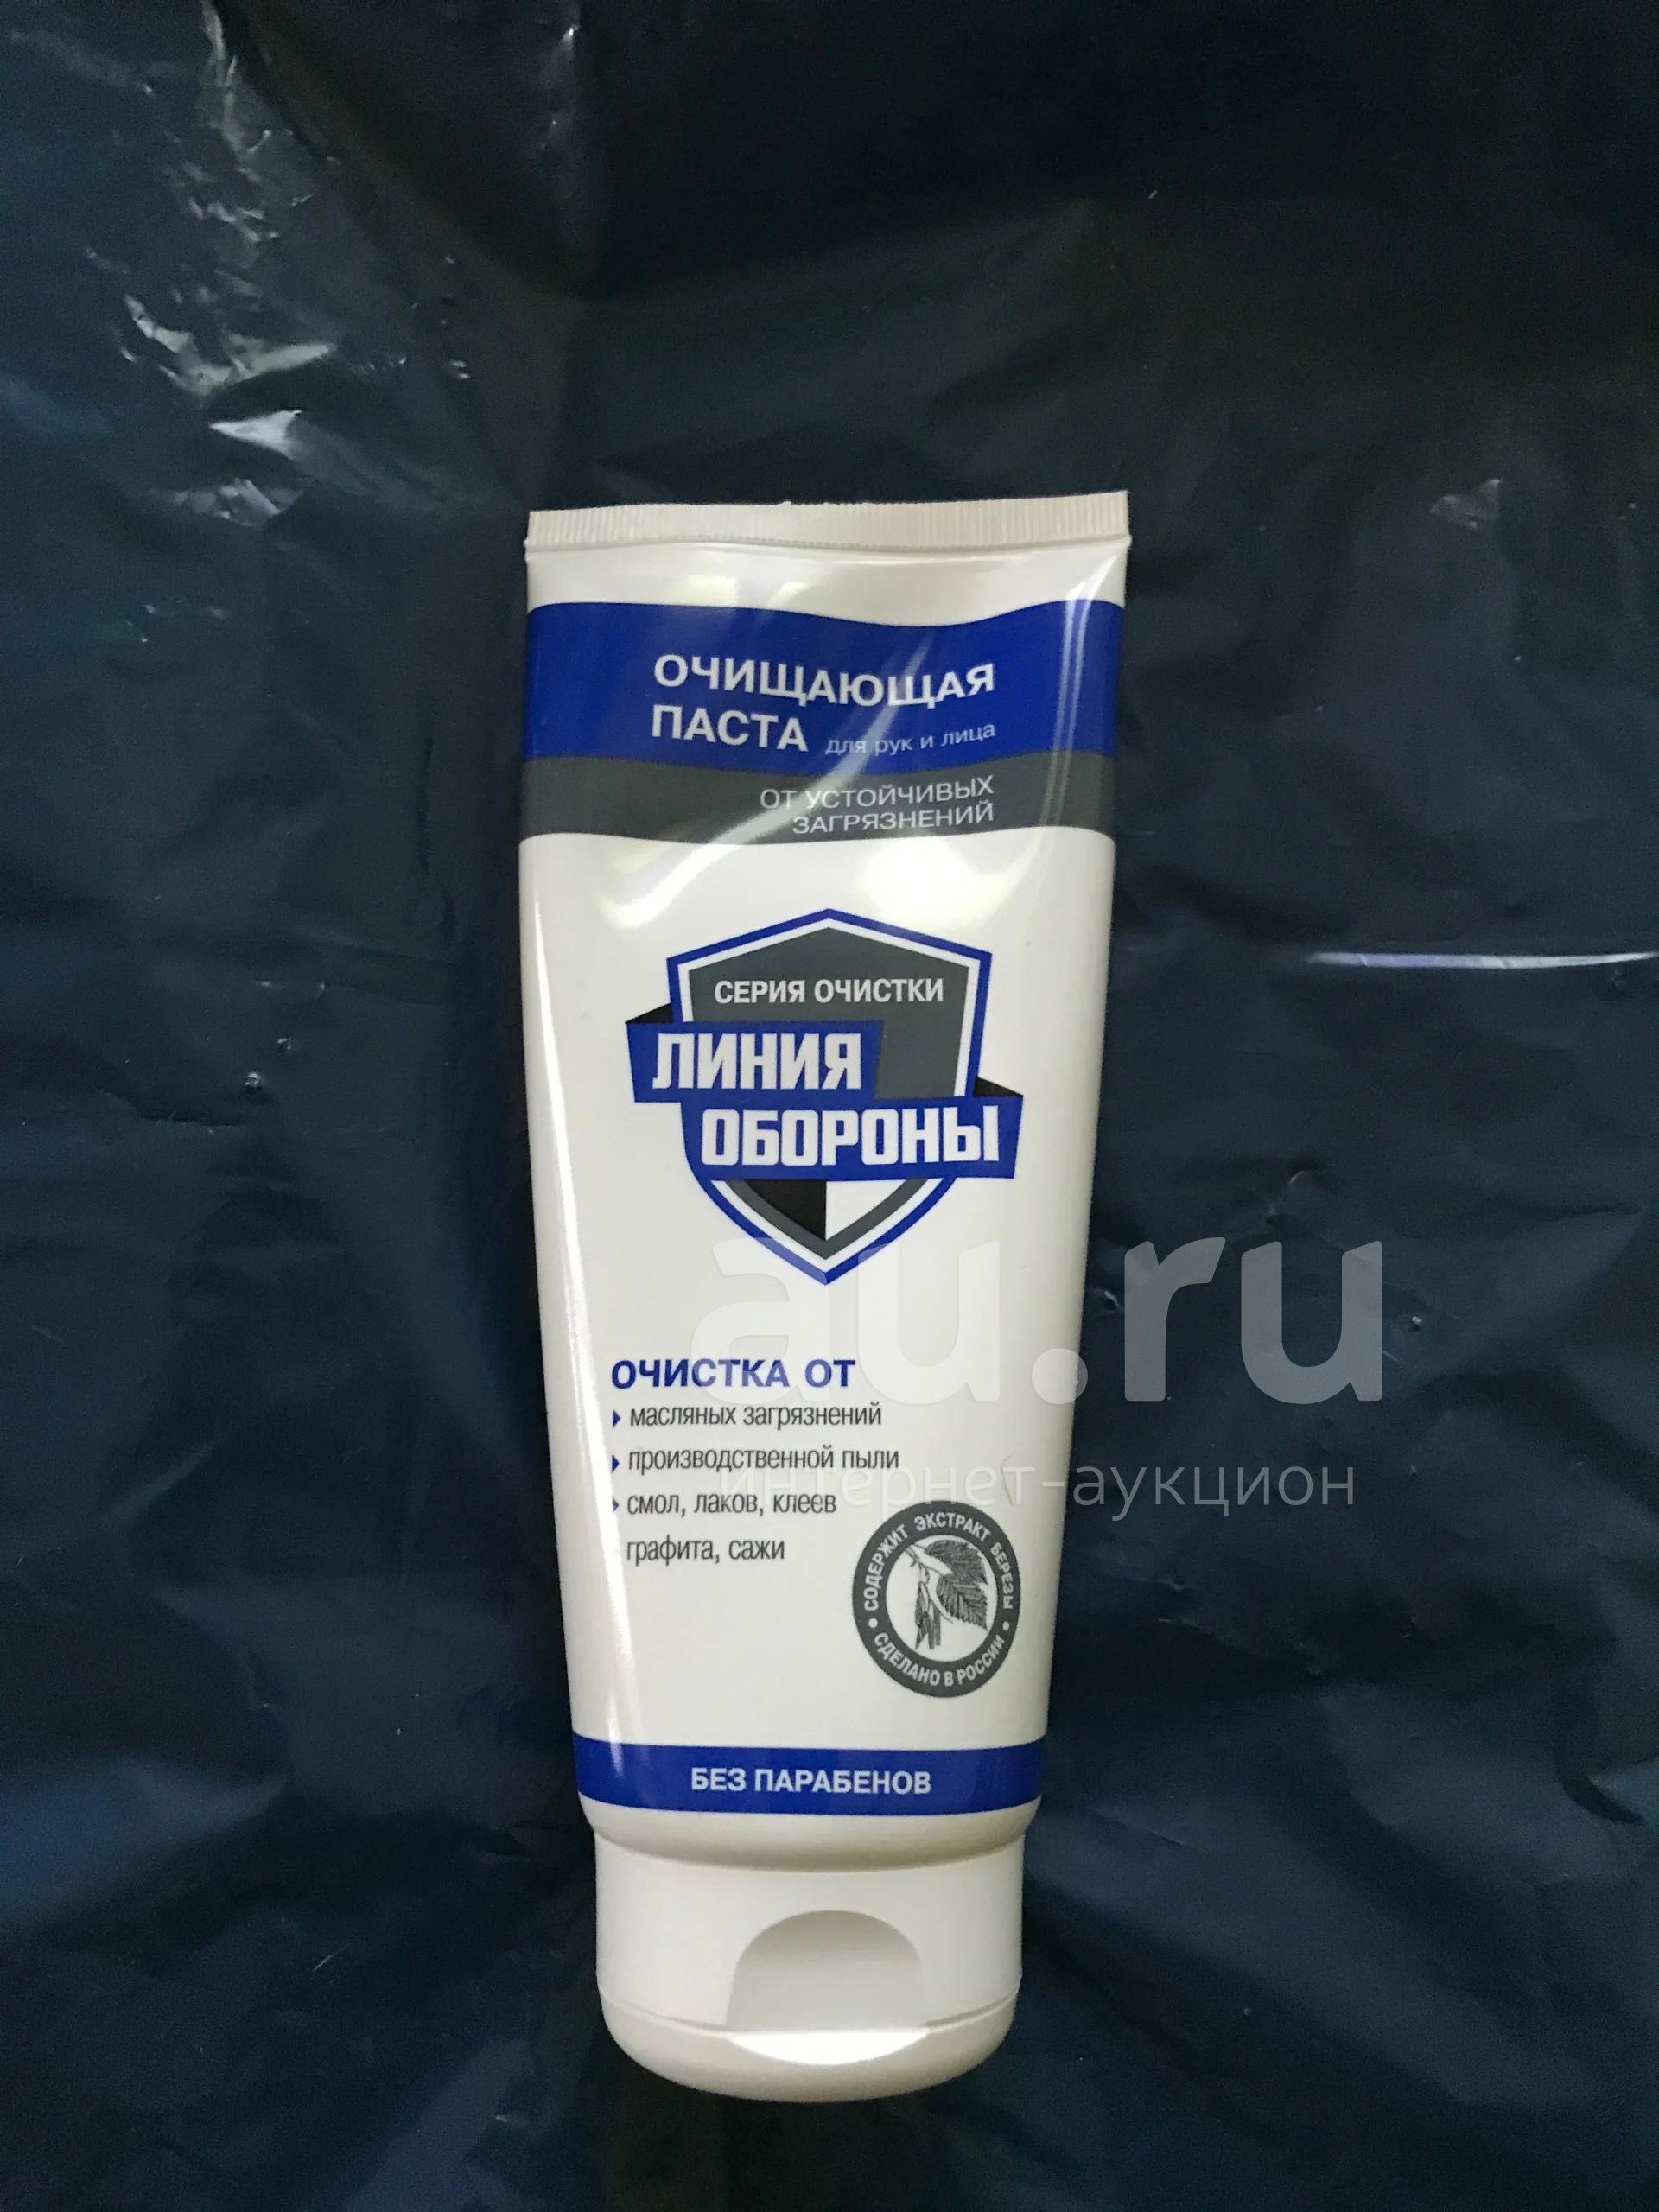 ОЧИЩАЮЩАЯ
ПАСТА для рук и лица
ОТ УСТОЙЧИВЫХ
ЗАГРЯЗНЕНИЙ
СЕРИЯ ОЧИСТКИ
ЛИНИЯ
ОБОРОНЫ
ОЧИСТКА ОТ
масляных загрязнений
производственной пыли
смол, лаков, клеев
графита, сажи
СОДЕРЖИТ ЭКСТРАКТ БЕРЕЗЫ
• СДЕЛАНО В РОССИИ •
БЕЗ ПАРАБЕНОВ
au.ru
интернет-аукцион